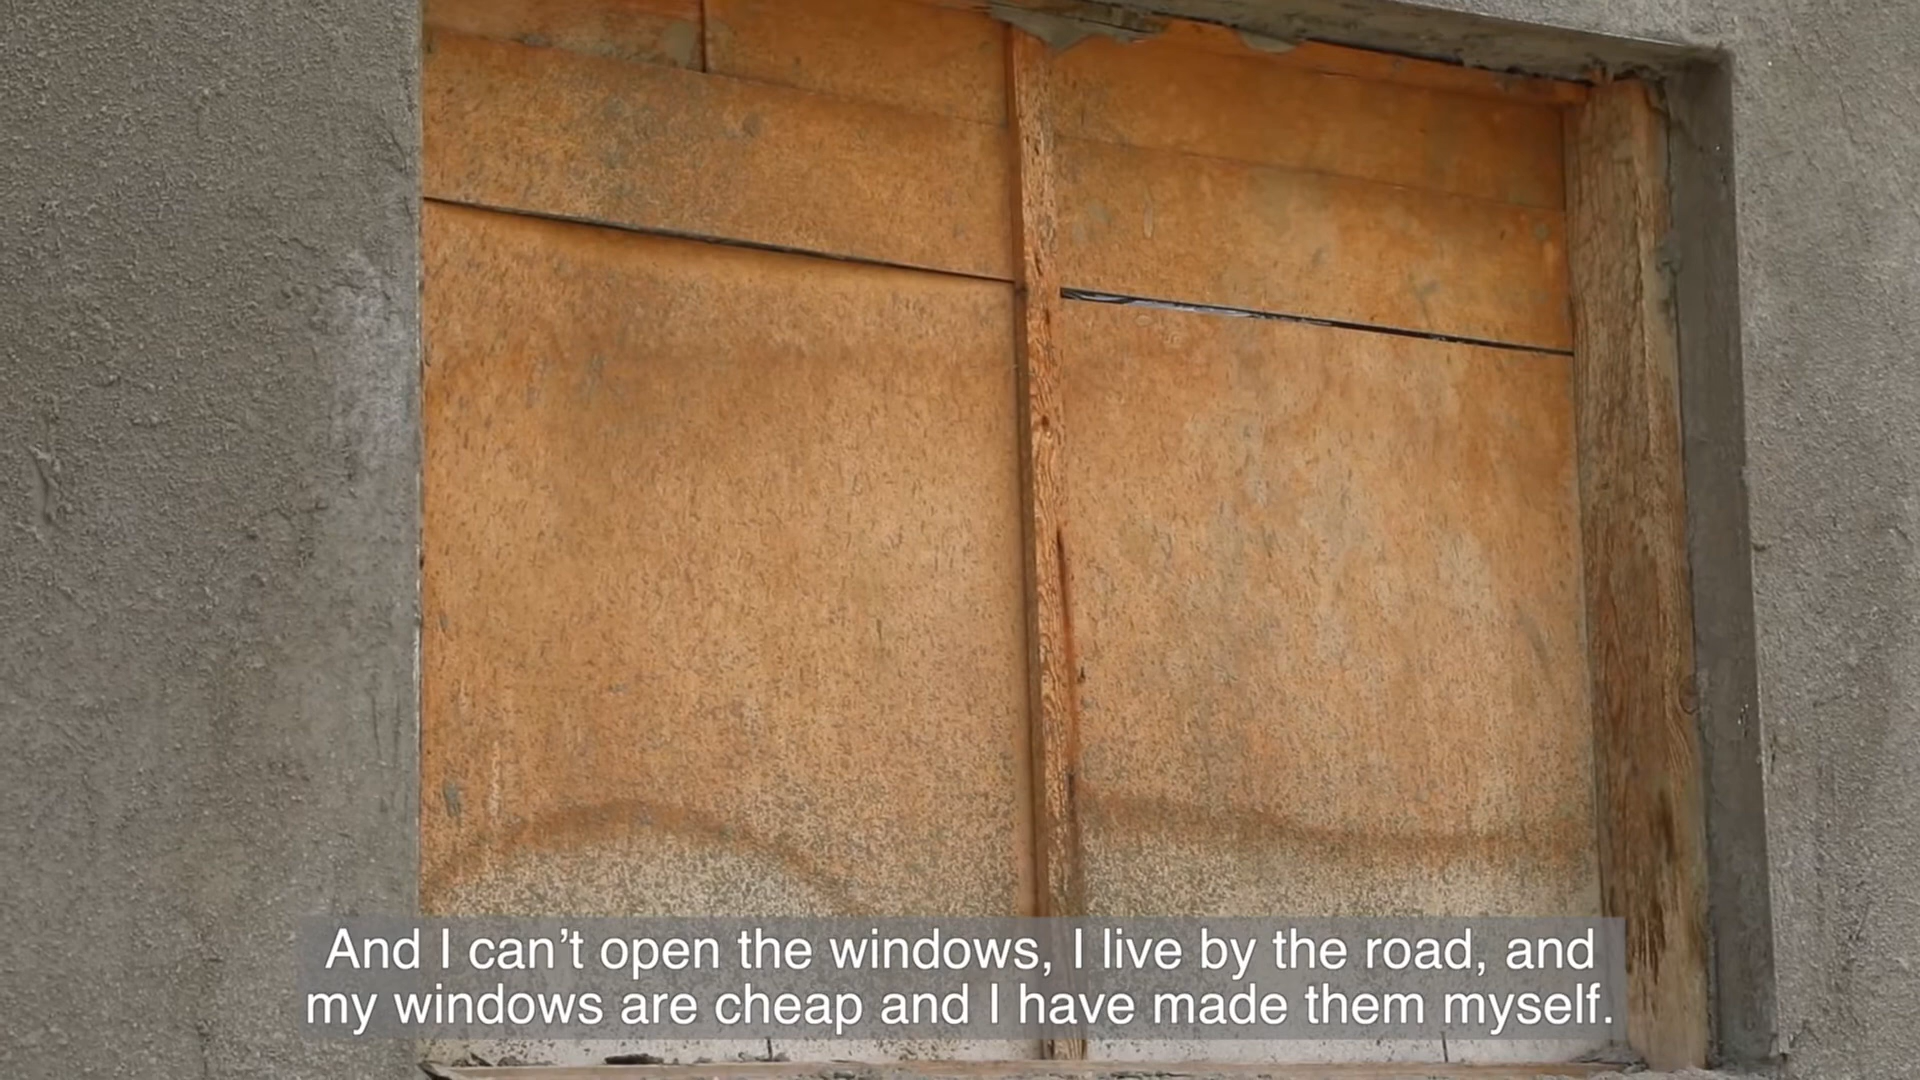 And I can’t open the windows, I live by the road, and
my windows are cheap and I have made them myself.